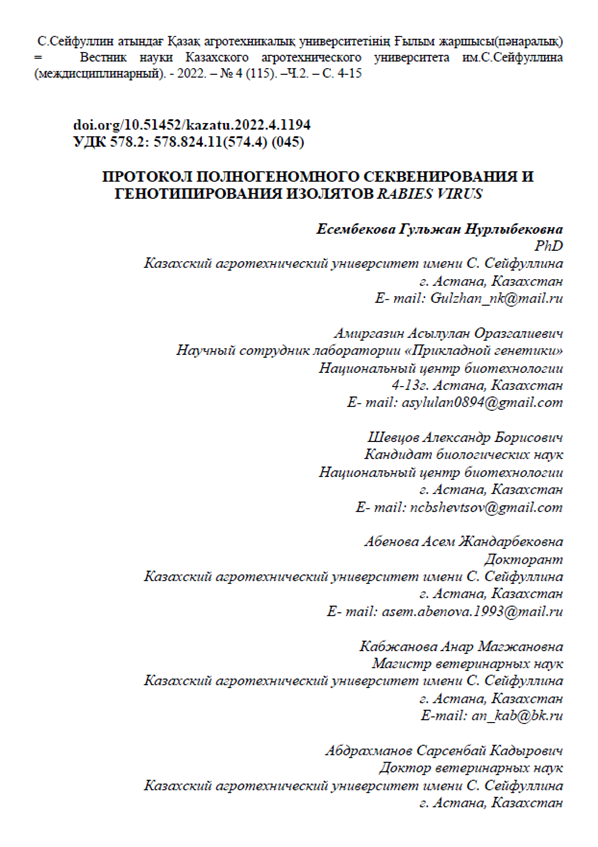 С.Сейфуллин атындағ Қазақ агротехникалық университетінің Ғылым жаршысы(пәнаралық)
= Вестник науки Казахского агротехнического университета им.С.Сейфуллина
(междисциплинарный). - 2022. – № 4 (115). –Ч.2. – С. 4-15
doi.org/10.51452/kazatu.2022.4.1194
УДК 578.2: 578.824.11(574.4) (045)
ПРОТОКОЛ ПОЛНОГЕНОМНОГО СЕКВЕНИРОВАНИЯ И
ГЕНОТИПИРОВАНИЯ ИЗОЛЯТОВ RABIES VIRUS
Есембекова Гульжан Нурлыбековна
PhD
Казахский агротехнический университет имени С. Сейфуллина
г. Астана, Казахстан
E- mail: Gulzhan_nk@mail.ru
Амиргазин Асылулан Оразгалиевич
Научный сотрудник лаборатории «Прикладной генетики»
Национальный центр биотехнологии
4-13г. Астана, Казахстан
E- mail: asylulan0894@gmail.com
Шевцов Александр Борисович
Кандидат биологических наук
Национальный центр биотехнологии
г. Астана, Казахстан
E- mail: ncbshevtsov@gmail.com
Абенова Асем Жандарбековна
Докторант
Казахский агротехнический университет имени С. Сейфуллина
г. Астана, Казахстан
E- mail: asem.abenova.1993@mail.ru
Кабжанова Анар Магжановна
Магистр ветеринарных наук
Казахский агротехнический университет имени С. Сейфуллина
г. Астана, Казахстан
E-mail: an_kab@bk.ru
Абдрахманов Сарсенбай Кадырович
Доктор ветеринарных наук
Казахский агротехнический университет имени С. Сейфуллина
г. Астана, Казахстан